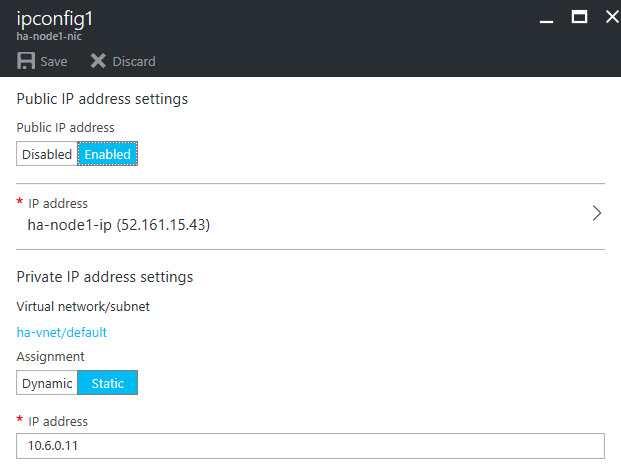 ipconfig1
ha-node1-nic
Save Discard
Public IP address settings
Public IP address
Disabled Enabled
* IP address
ha-node1-ip (52.161.15.43)
Private IP address settings
Virtual network/subnet
ha-vnet/default
Assignment
Dynamic Static
* IP address
10.6.0.11